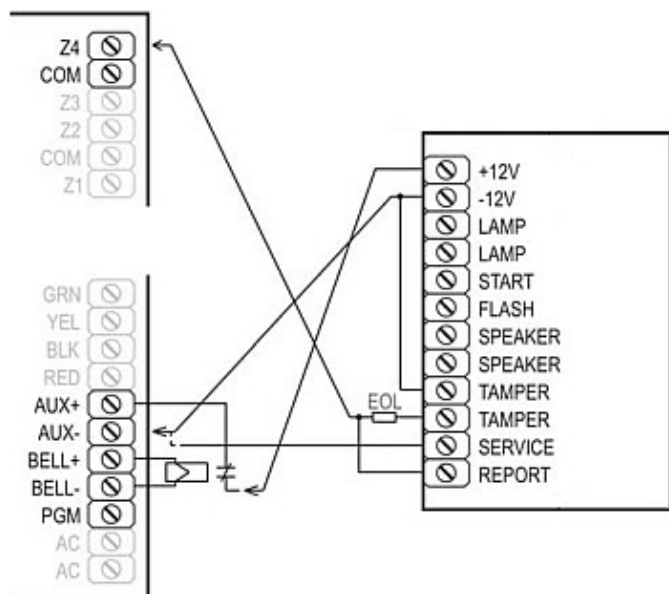 Z4
COM
Z3
Z2
COM
Z1
GRN
YEL
BLK
RED
AUX+
AUX-
BELL+
BELL-
PGM
AC
AC
EOL
+12V
-12V
LAMP
LAMP
START
FLASH
SPEAKER
SPEAKER
TAMPER
TAMPER
SERVICE
REPORT